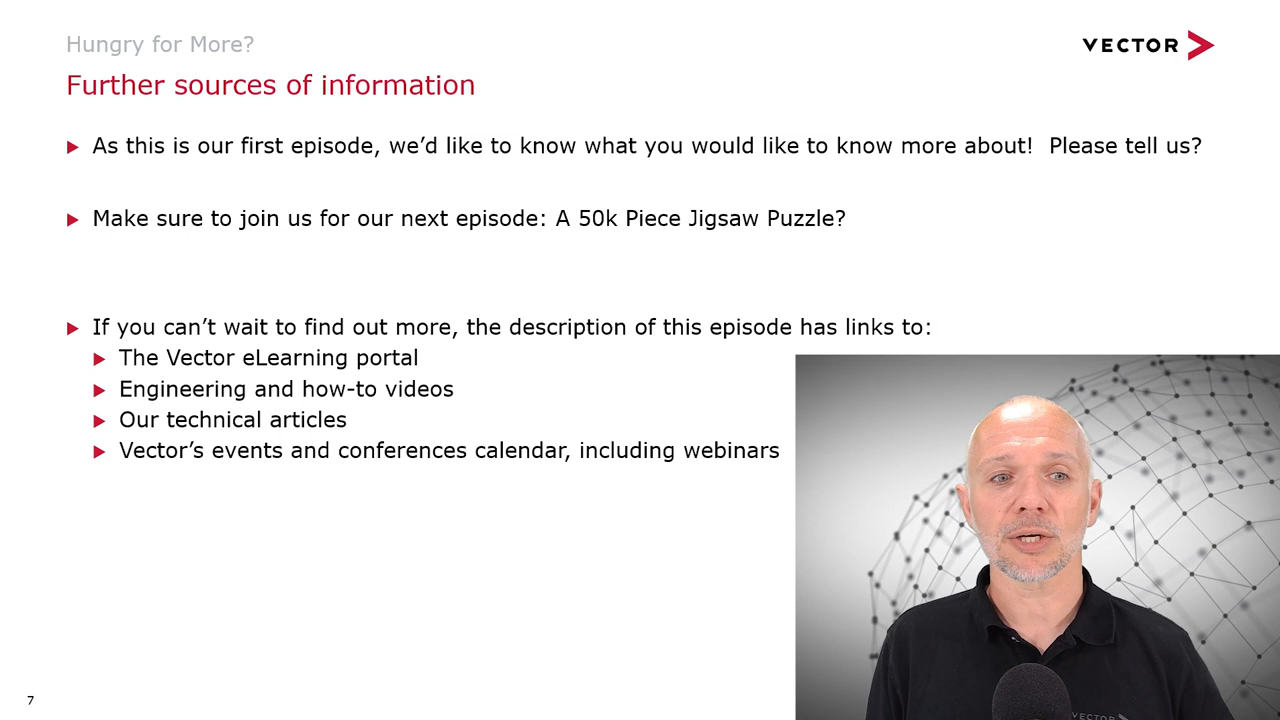 Hungry for More?
VECTOR
Further sources of information
As this is our first episode, we’d like to know what you would like to know more about!  Please tell us?
Make sure to join us for our next episode: A 50k Piece Jigsaw Puzzle?
If you can’t wait to find out more, the description of this episode has links to:
The Vector eLearning portal
Engineering and how-to videos
Our technical articles
Vector’s events and conferences calendar, including webinars
VECTOR
7